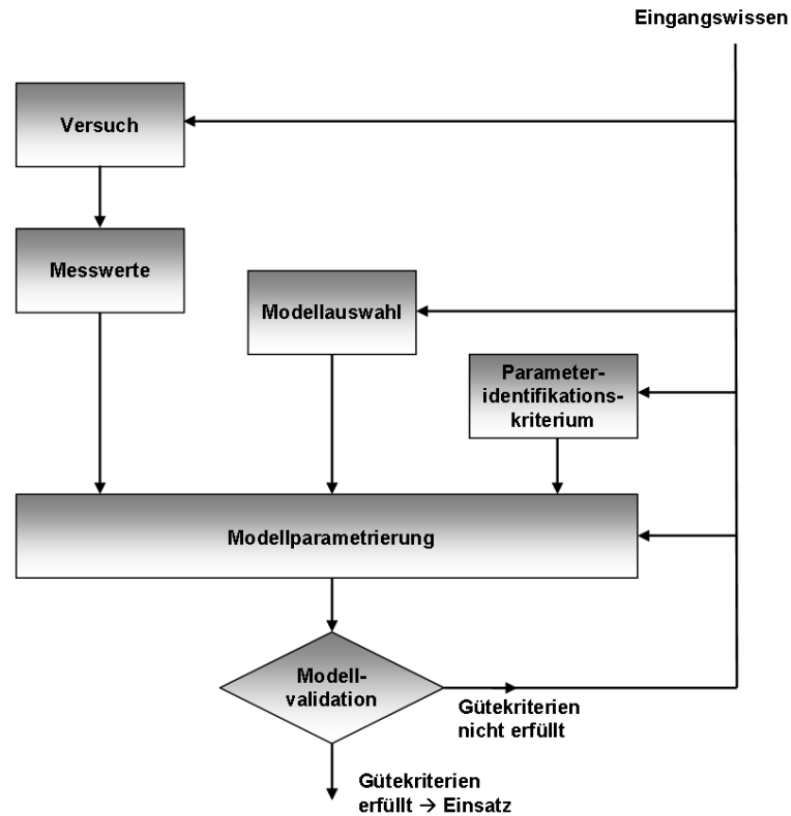 Eingangswissen
Versuch
Messwerte
Modellauswahl
Parameter-
identifikations-
kriterium
Modellparametrierung
Modell-
validation
Gütekriterien
nicht erfüllt
Gütekriterien
erfüllt → Einsatz